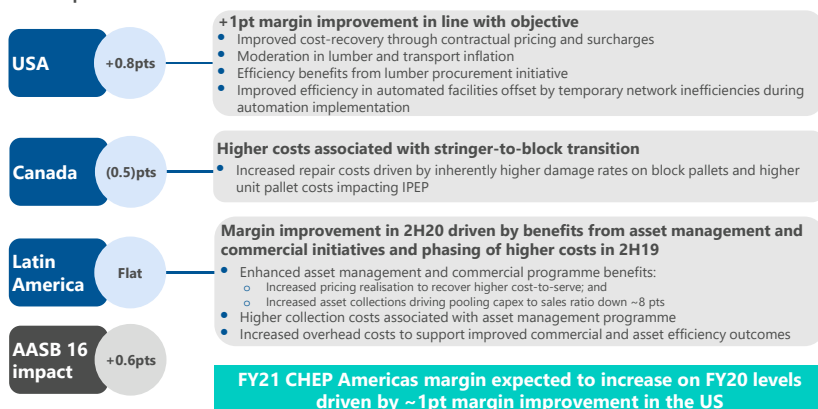 +1pt margin improvement in line with objective
USA
+0.8pts
• Improved cost-recovery through contractual pricing and surcharges
• Moderation in lumber and transport inflation
• Efficiency benefits from lumber procurement initiative
• Improved efficiency in automated facilities offset by temporary network inefficiencies during
automation implementation
Canada
(0.5)pts
Higher costs associated with stringer-to-block transition
• Increased repair costs driven by inherently higher damage rates on block pallets and higher
unit pallet costs impacting IPEP
Latin
America
Flat
Margin improvement in 2H20 driven by benefits from asset management and
commercial initiatives and phasing of higher costs in 2H19
• Enhanced asset management and commercial programme benefits:
o Increased pricing realisation to recover higher cost-to-serve; and
o Increased asset collections driving pooling capex to sales ratio down ~8 pts
• Higher collection costs associated with asset management programme
• Increased overhead costs to support improved commercial and asset efficiency outcomes
AASB 16
impact
+0.6pts
FY21 CHEP Americas margin expected to increase on FY20 levels
driven by ~1pt margin improvement in the US